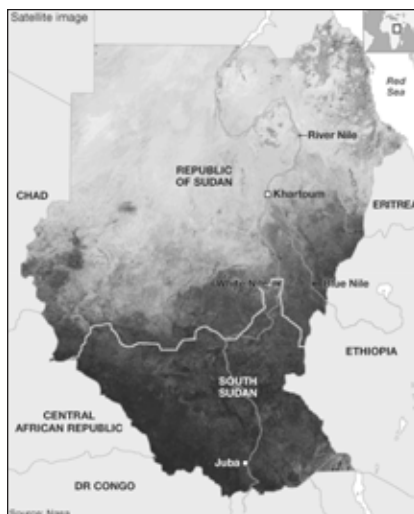 Satellite image
Red
Sea
River Nile
REPUBLIC
OF SUDAN
Khartoum
CHAD
ERITREA
White Nile
Blue Nile
ETHIOPIA
SOUTH
SUDAN
CENTRAL
AFRICAN REPUBLIC
Juba
DR CONGO
Source: Nasa